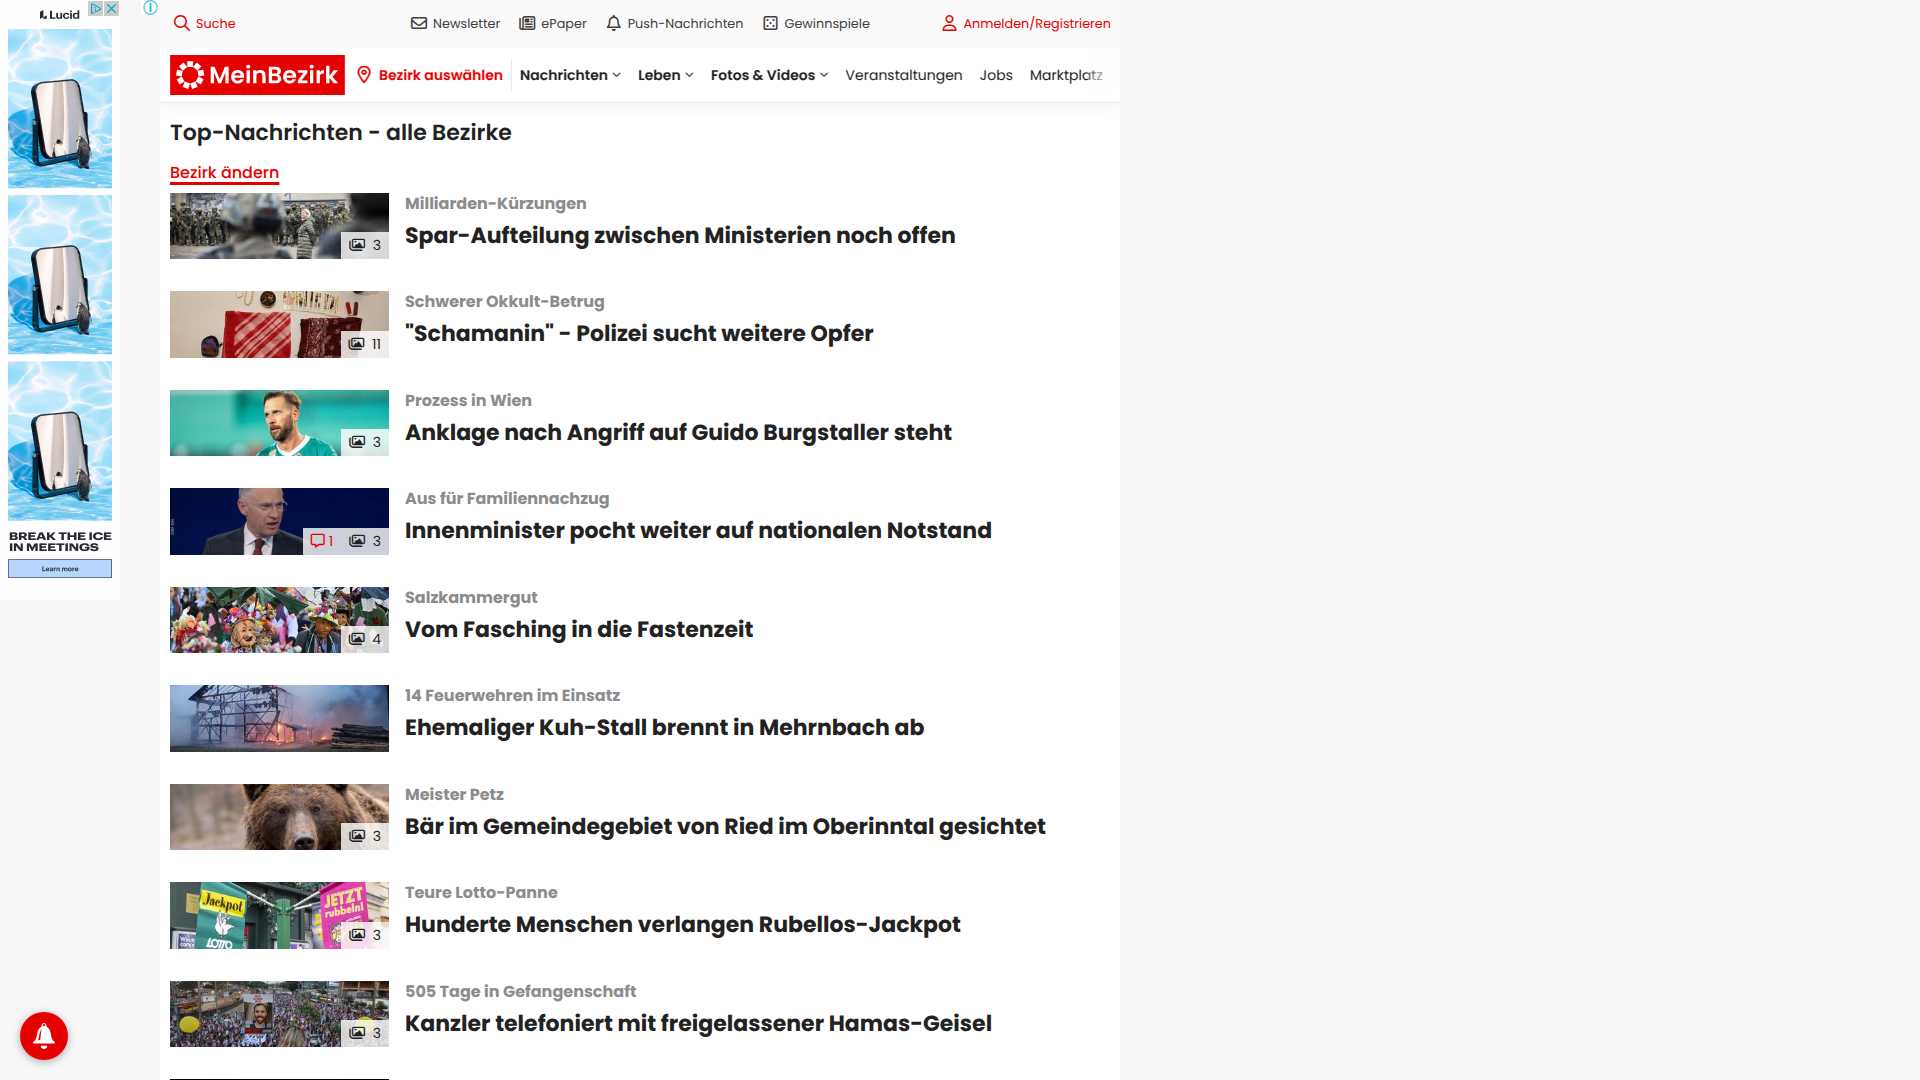 Lucid
Suche
Newsletter
ePaper
Push-Nachrichten
Gewinnspiele
Anmelden/Registrieren
MeinBezirk
Bezirk auswählen
Nachrichten
Leben
Fotos & Videos
Veranstaltungen
Jobs
Marktplatz
Top-Nachrichten - alle Bezirke
Bezirk ändern
3
Milliarden-Kürzungen
Spar-Aufteilung zwischen Ministerien noch offen
11
Schwerer Okkult-Betrug
"Schamanin" - Polizei sucht weitere Opfer
3
Prozess in Wien
Anklage nach Angriff auf Guido Burgstaller steht
1
3
Aus für Familiennachzug
Innenminister pocht weiter auf nationalen Notstand
BREAK THE ICE
IN MEETINGS
Learn more
4
Salzkammergut
Vom Fasching in die Fastenzeit
14 Feuerwehren im Einsatz
Ehemaliger Kuh-Stall brennt in Mehrnbach ab
3
Meister Petz
Bär im Gemeindegebiet von Ried im Oberinntal gesichtet
Jackpot
LOTTO
JETZT
rubbeln!
3
Teure Lotto-Panne
Hunderte Menschen verlangen Rubellos-Jackpot
3
505 Tage in Gefangenschaft
Kanzler telefoniert mit freigelassener Hamas-Geisel